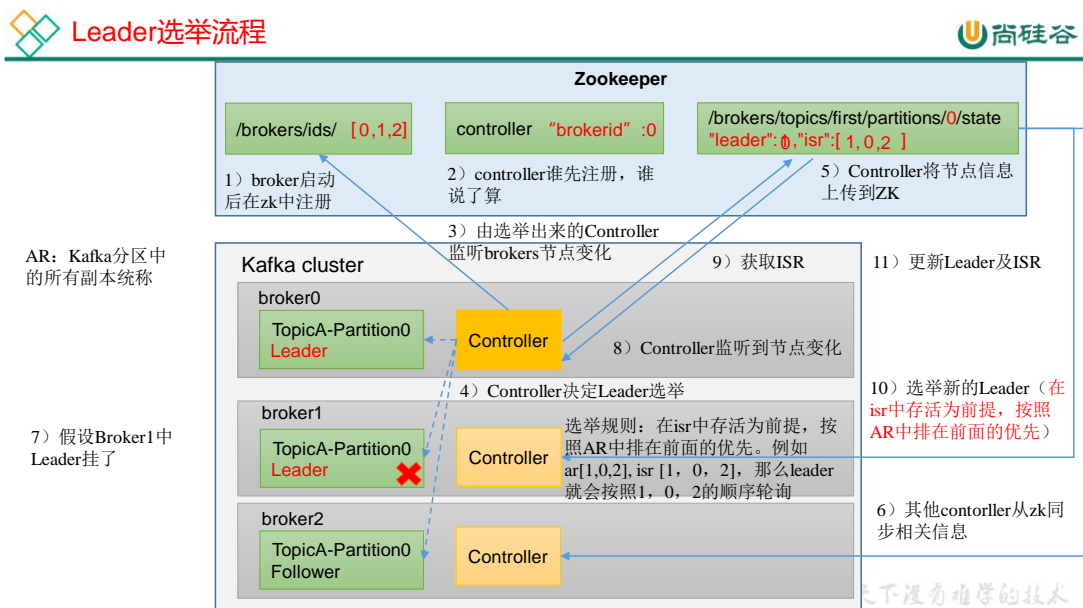 Leader选举流程
尚硅谷
Zookeeper
/brokers/ids/ [0,1,2]
controller “brokerid”:0
/brokers/topics/first/partitions/0/state
"leader": ,"isr":[ 1,0,2 ]
1）broker启动
后在zk中注册
2）controller谁先注册，谁
说了算
5）Controller将节点信息
上传到ZK
3）由选举出来的Controller
监听brokers节点变化
AR：Kafka分区中
的所有副本统称
Kafka cluster
9）获取ISR
11）更新Leader及ISR
broker0
TopicA-Partition0
Leader
Controller
8）Controller监听到节点变化
4）Controller决定Leader选举
10）选举新的Leader（在
isr中存活为前提，按照
AR中排在前面的优先）
7）假设Broker1中
Leader挂了
broker1
TopicA-Partition0
Leader
Controller
选举规则：在isr中存活为前提，按
照AR中排在前面的优先。例如
ar[1,0,2], isr [1，0，2]，那么leader
就会按照1，0，2的顺序轮询
6）其他contorller从zk同
步相关信息
broker2
TopicA-Partition0
Follower
Controller
天下没有难学的技术